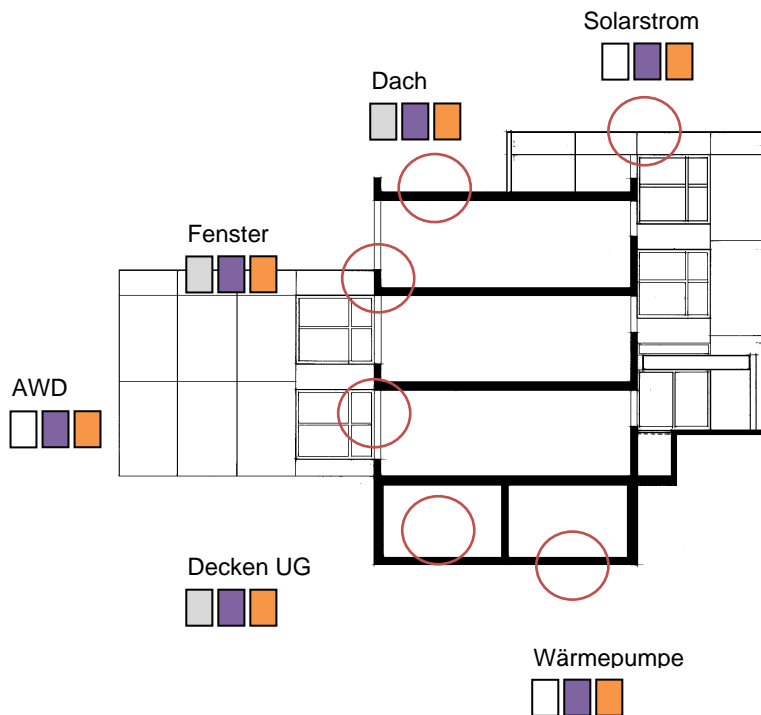 Solarstrom
Dach
Fenster
AWD
Decken UG
Wärmepumpe